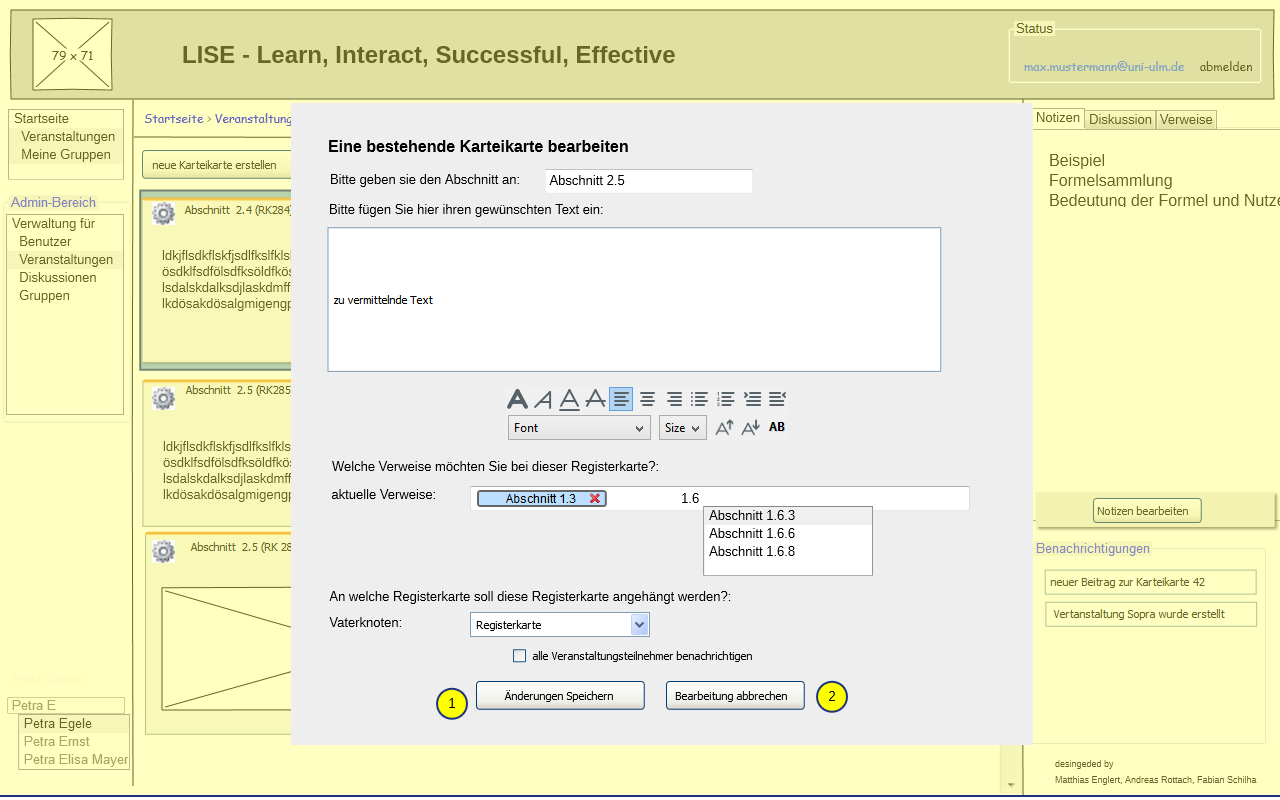 79 x 71
LISE - Learn, Interact, Successful, Effective
Status
max.mustermann@uni-ulm.de abmelden
Startseite
Veranstaltungen
Meine Gruppen
Admin-Bereich
Verwaltung für
Benutzer
Veranstaltungen
Diskussionen
Gruppen
Profil suchen
Petra E
Petra Egele
Petra Ernst
Petra Elisa Mayer
Startseite > Veranstaltung
neue Karteikarte erstellen
Abschnitt 2.4 (RK284)
ldkjflsdkflskfjsdlfkslfkls
ösdklfsdfölsdfksöldfkös
lsdalskdalksdjlaskdmff
lkdösakdösalgmigengp
Abschnitt 2.5 (RK285)
ldkjflsdkflskfjsdlfkslfkls
ösdklfsdfölsdfksöldfkös
lsdalskdalksdjlaskdmff
lkdösakdösalgmigengp
Abschnitt 2.5 (RK 28
Eine bestehende Karteikarte bearbeiten
Bitte geben sie den Abschnitt an: Abschnitt 2.5
Bitte fügen Sie hier ihren gewünschten Text ein:
zu vermittelnde Text
Font Size AB
Welche Verweise möchten Sie bei dieser Registerkarte?:
aktuelle Verweise: Abschnitt 1.3 1.6
Abschnitt 1.6.3
Abschnitt 1.6.6
Abschnitt 1.6.8
An welche Registerkarte soll diese Registerkarte angehängt werden?:
Vaterknoten: Registerkarte
alle Veranstaltungsteilnehmer benachrichtigen
1 Änderungen Speichern Bearbeitung abbrechen 2
Notizen Diskussion Verweise
Beispiel
Formelsammlung
Bedeutung der Formel und Nutze
Notizen bearbeiten
Benachrichtigungen
neuer Beitrag zur Karteikarte 42
Vertanstaltung Sopra wurde erstellt
desingeded by
Matthias Englert, Andreas Rottach, Fabian Schilha